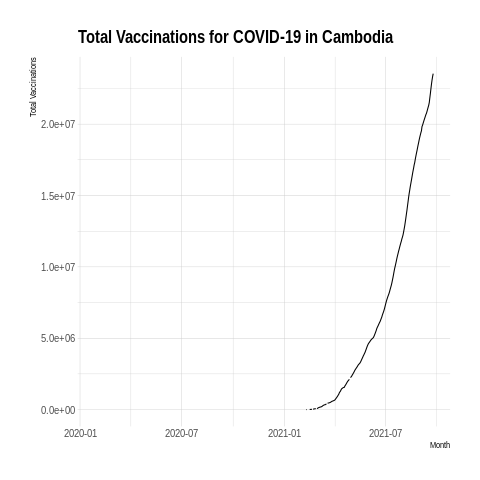 Total Vaccinations for COVID-19 in Cambodia
Total Vaccinations
2.0e+07
1.5e+07
1.0e+07
5.0e+06
0.0e+00
2020-01
2020-07
2021-01
2021-07
Month